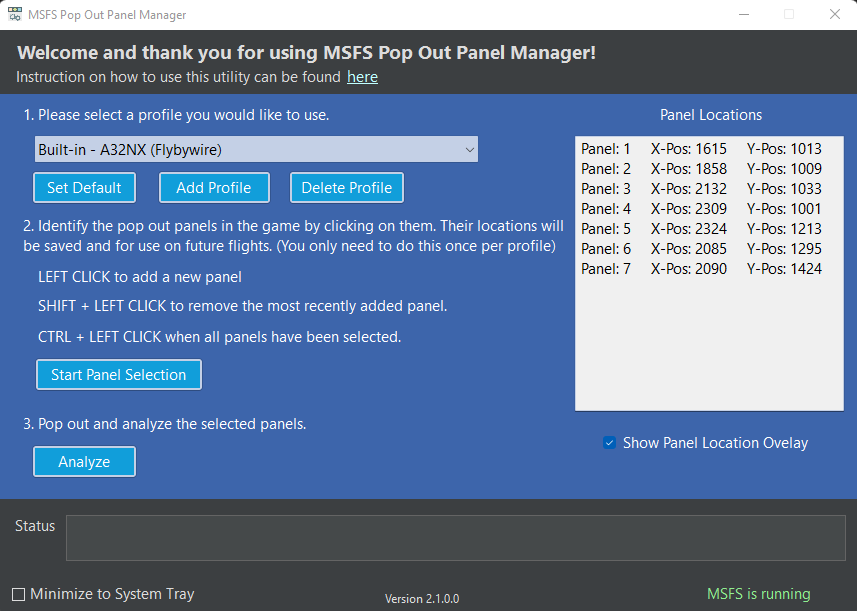 MSFS Pop Out Panel Manager
Welcome and thank you for using MSFS Pop Out Panel Manager!
Instruction on how to use this utility can be found here
1. Please select a profile you would like to use.
Built-in - A32NX (Flybywire)
Set Default Add Profile Delete Profile
2. Identify the pop out panels in the game by clicking on them. Their locations will
be saved and for use on future flights. (You only need to do this once per profile)
LEFT CLICK to add a new panel
SHIFT + LEFT CLICK to remove the most recently added panel.
CTRL + LEFT CLICK when all panels have been selected.
Start Panel Selection
3. Pop out and analyze the selected panels.
Analyze
Panel Locations
Panel: 1 X-Pos: 1615 Y-Pos: 1013
Panel: 2 X-Pos: 1858 Y-Pos: 1009
Panel: 3 X-Pos: 2132 Y-Pos: 1033
Panel: 4 X-Pos: 2309 Y-Pos: 1001
Panel: 5 X-Pos: 2324 Y-Pos: 1213
Panel: 6 X-Pos: 2085 Y-Pos: 1295
Panel: 7 X-Pos: 2090 Y-Pos: 1424
Show Panel Location Ovelay
Status
Minimize to System Tray
Version 2.1.0.0
MSFS is running